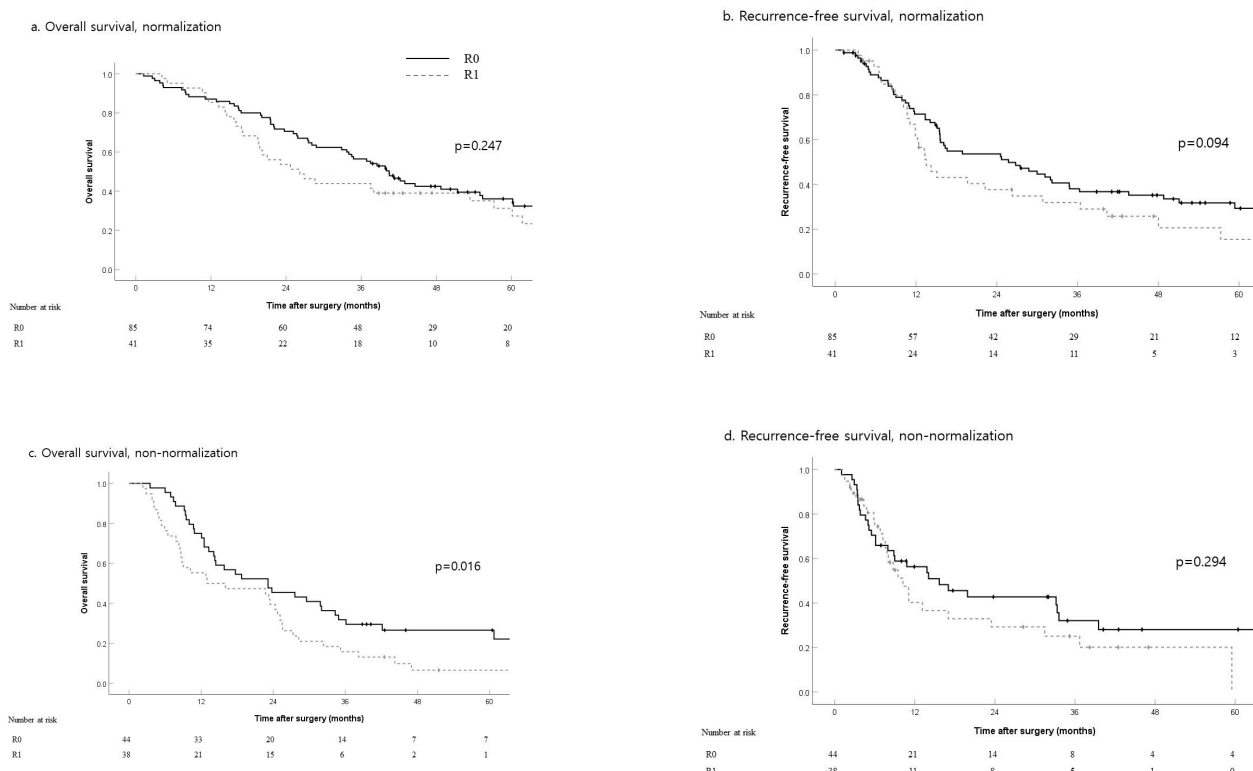 a. Overall survival, normalization
R0
R1
1.0
0.8
0.6
0.4
0.2
0.0
Overall survival
p=0.247
0 12 24 36 48 60
Time after surgery (months)
Number at risk
R0 85 74 60 48 29 20
R1 41 35 22 18 10 8
b. Recurrence-free survival, normalization
1.0
0.8
0.6
0.4
0.2
0.0
Recurrence-free survival
p=0.094
0 12 24 36 48 60
Time after surgery (months)
Number at risk
R0 85 57 42 29 21 12
R1 41 24 14 11 5 3
c. Overall survival, non-normalization
1.0
0.8
0.6
0.4
0.2
0.0
Overall survival
p=0.016
0 12 24 36 48 60
Time after surgery (months)
Number at risk
R0 44 33 20 14 7 7
R1 38 21 15 6 2 1
d. Recurrence-free survival, non-normalization
1.0
0.8
0.6
0.4
0.2
0.0
Recurrence-free survival
p=0.294
0 12 24 36 48 60
Time after surgery (months)
Number at risk
R0 44 21 14 8 4 4
R1 38 11 8 5 1 0